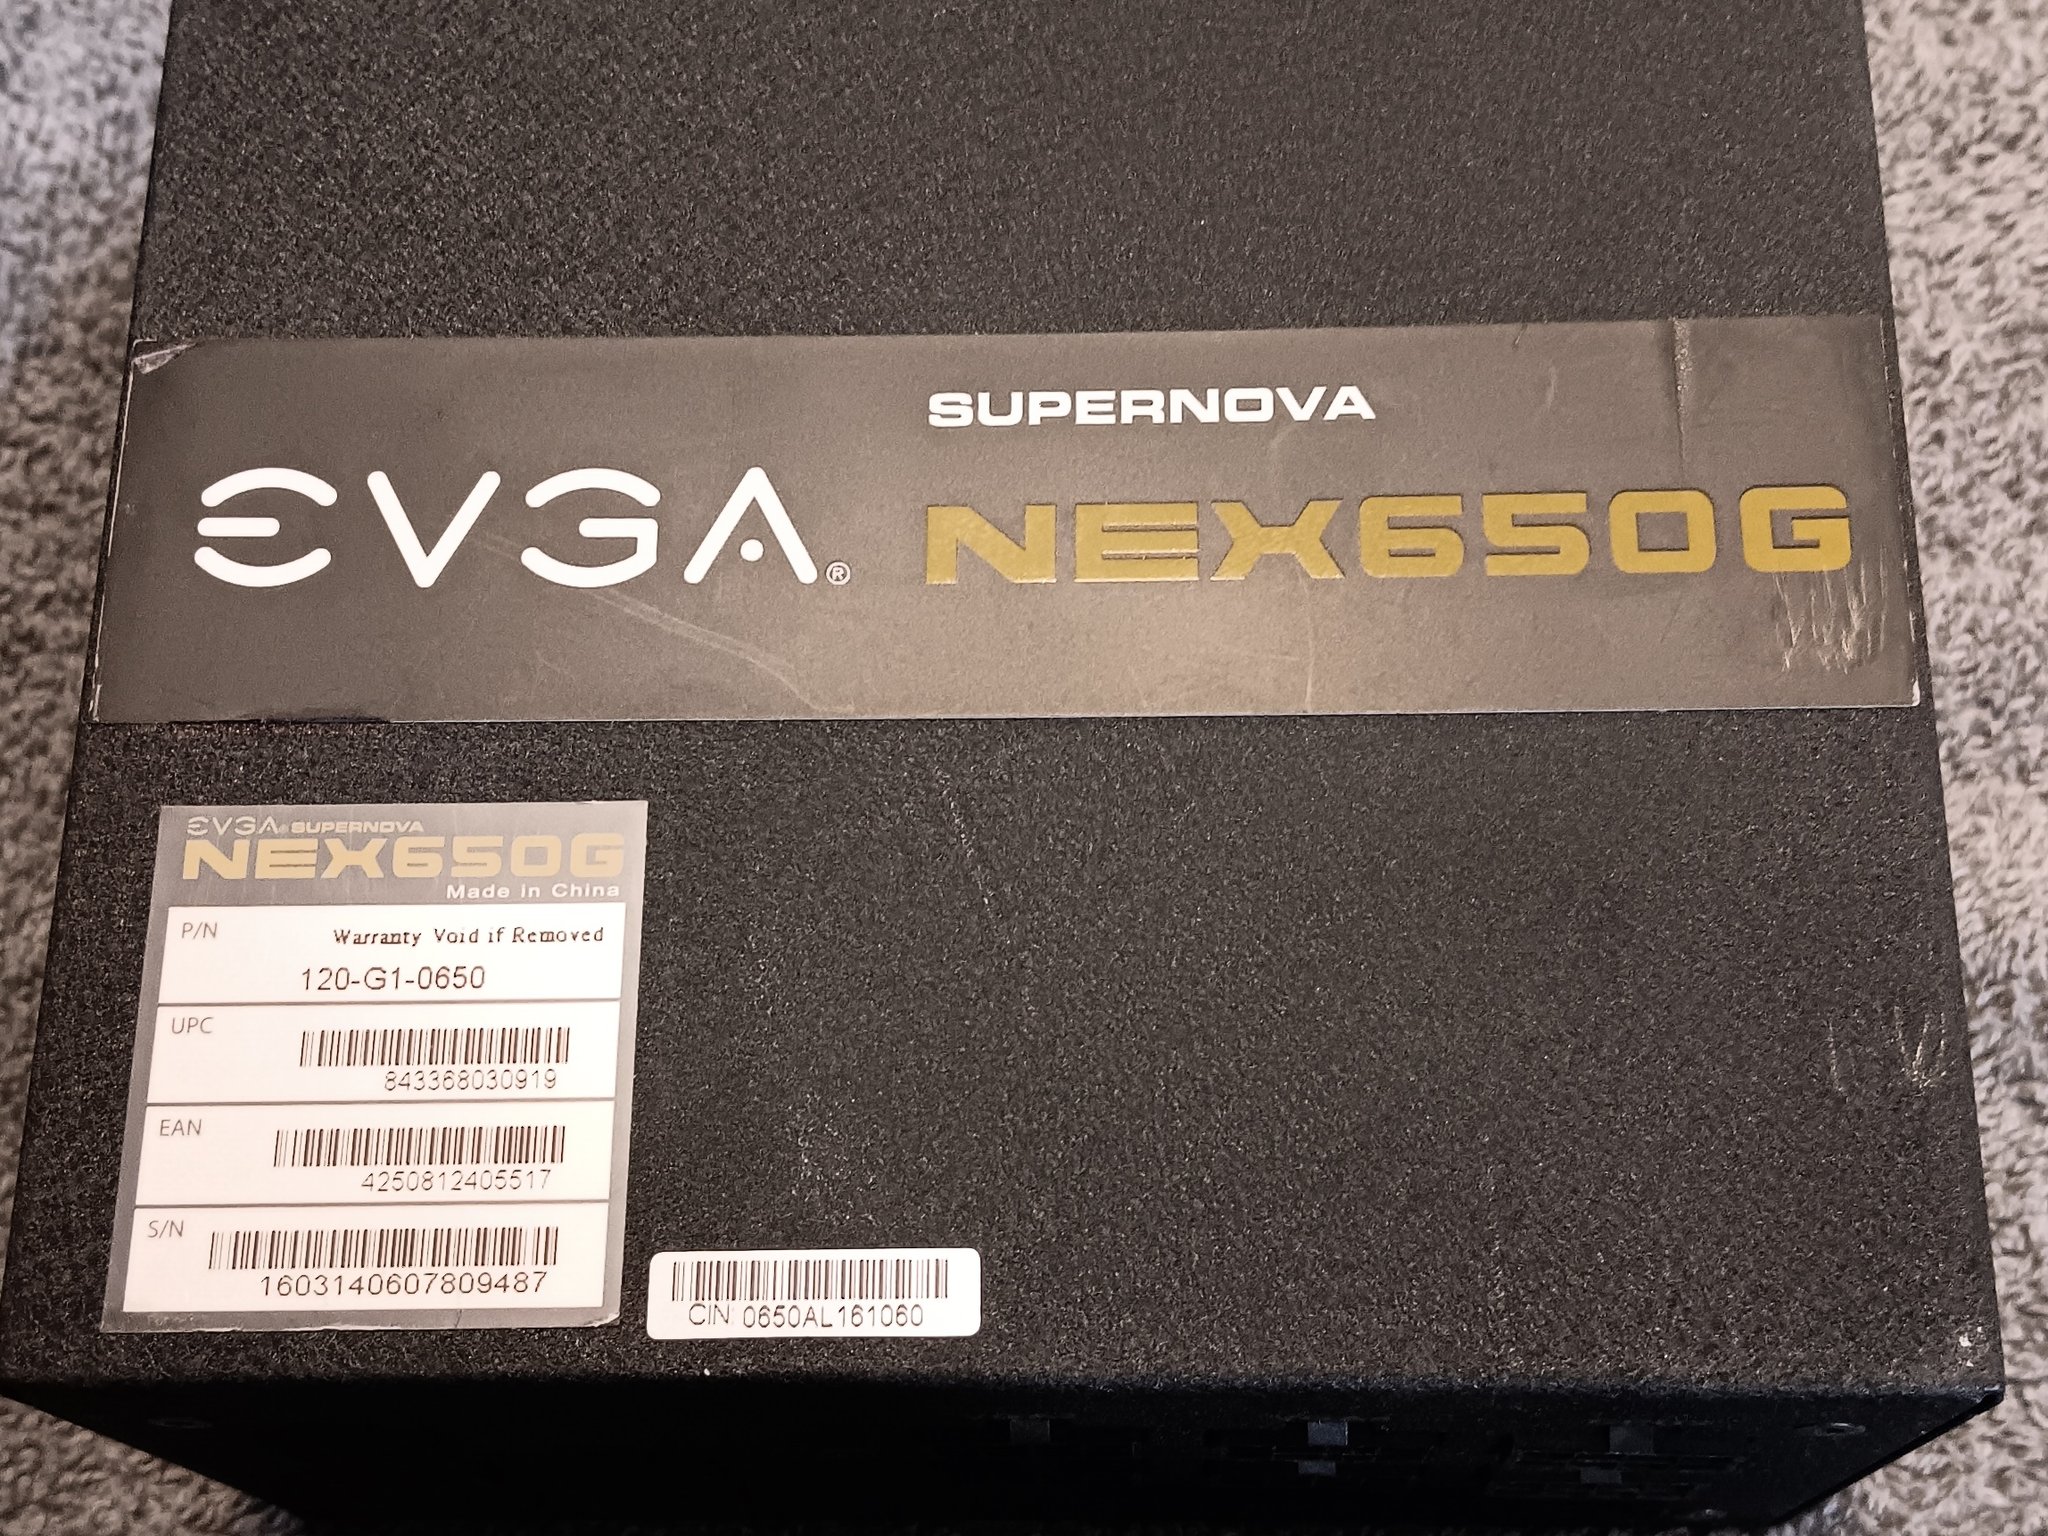 SUPERNOVA
EVGA® NEX650G
EVGA® SUPERNOVA
NEX650G
Made in China
P/N Warranty Void if Removed
120-G1-0650
UPC
843368030919
EAN
4250812405517
S/N
1603140607809487
CIN: 0650AL161060